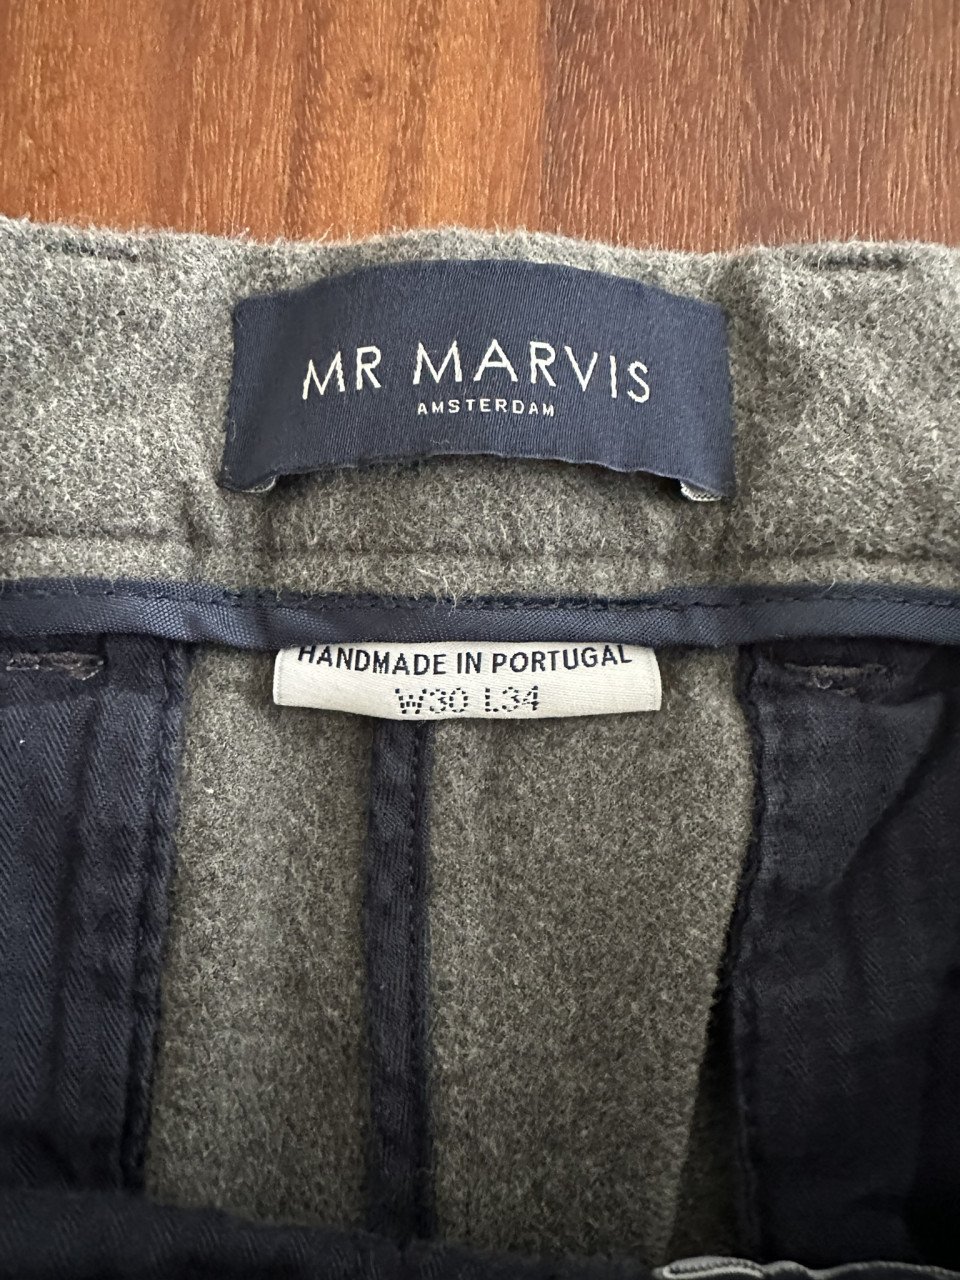 MR MARVIS
AMSTERDAM
HANDMADE IN PORTUGAL
W30 L34